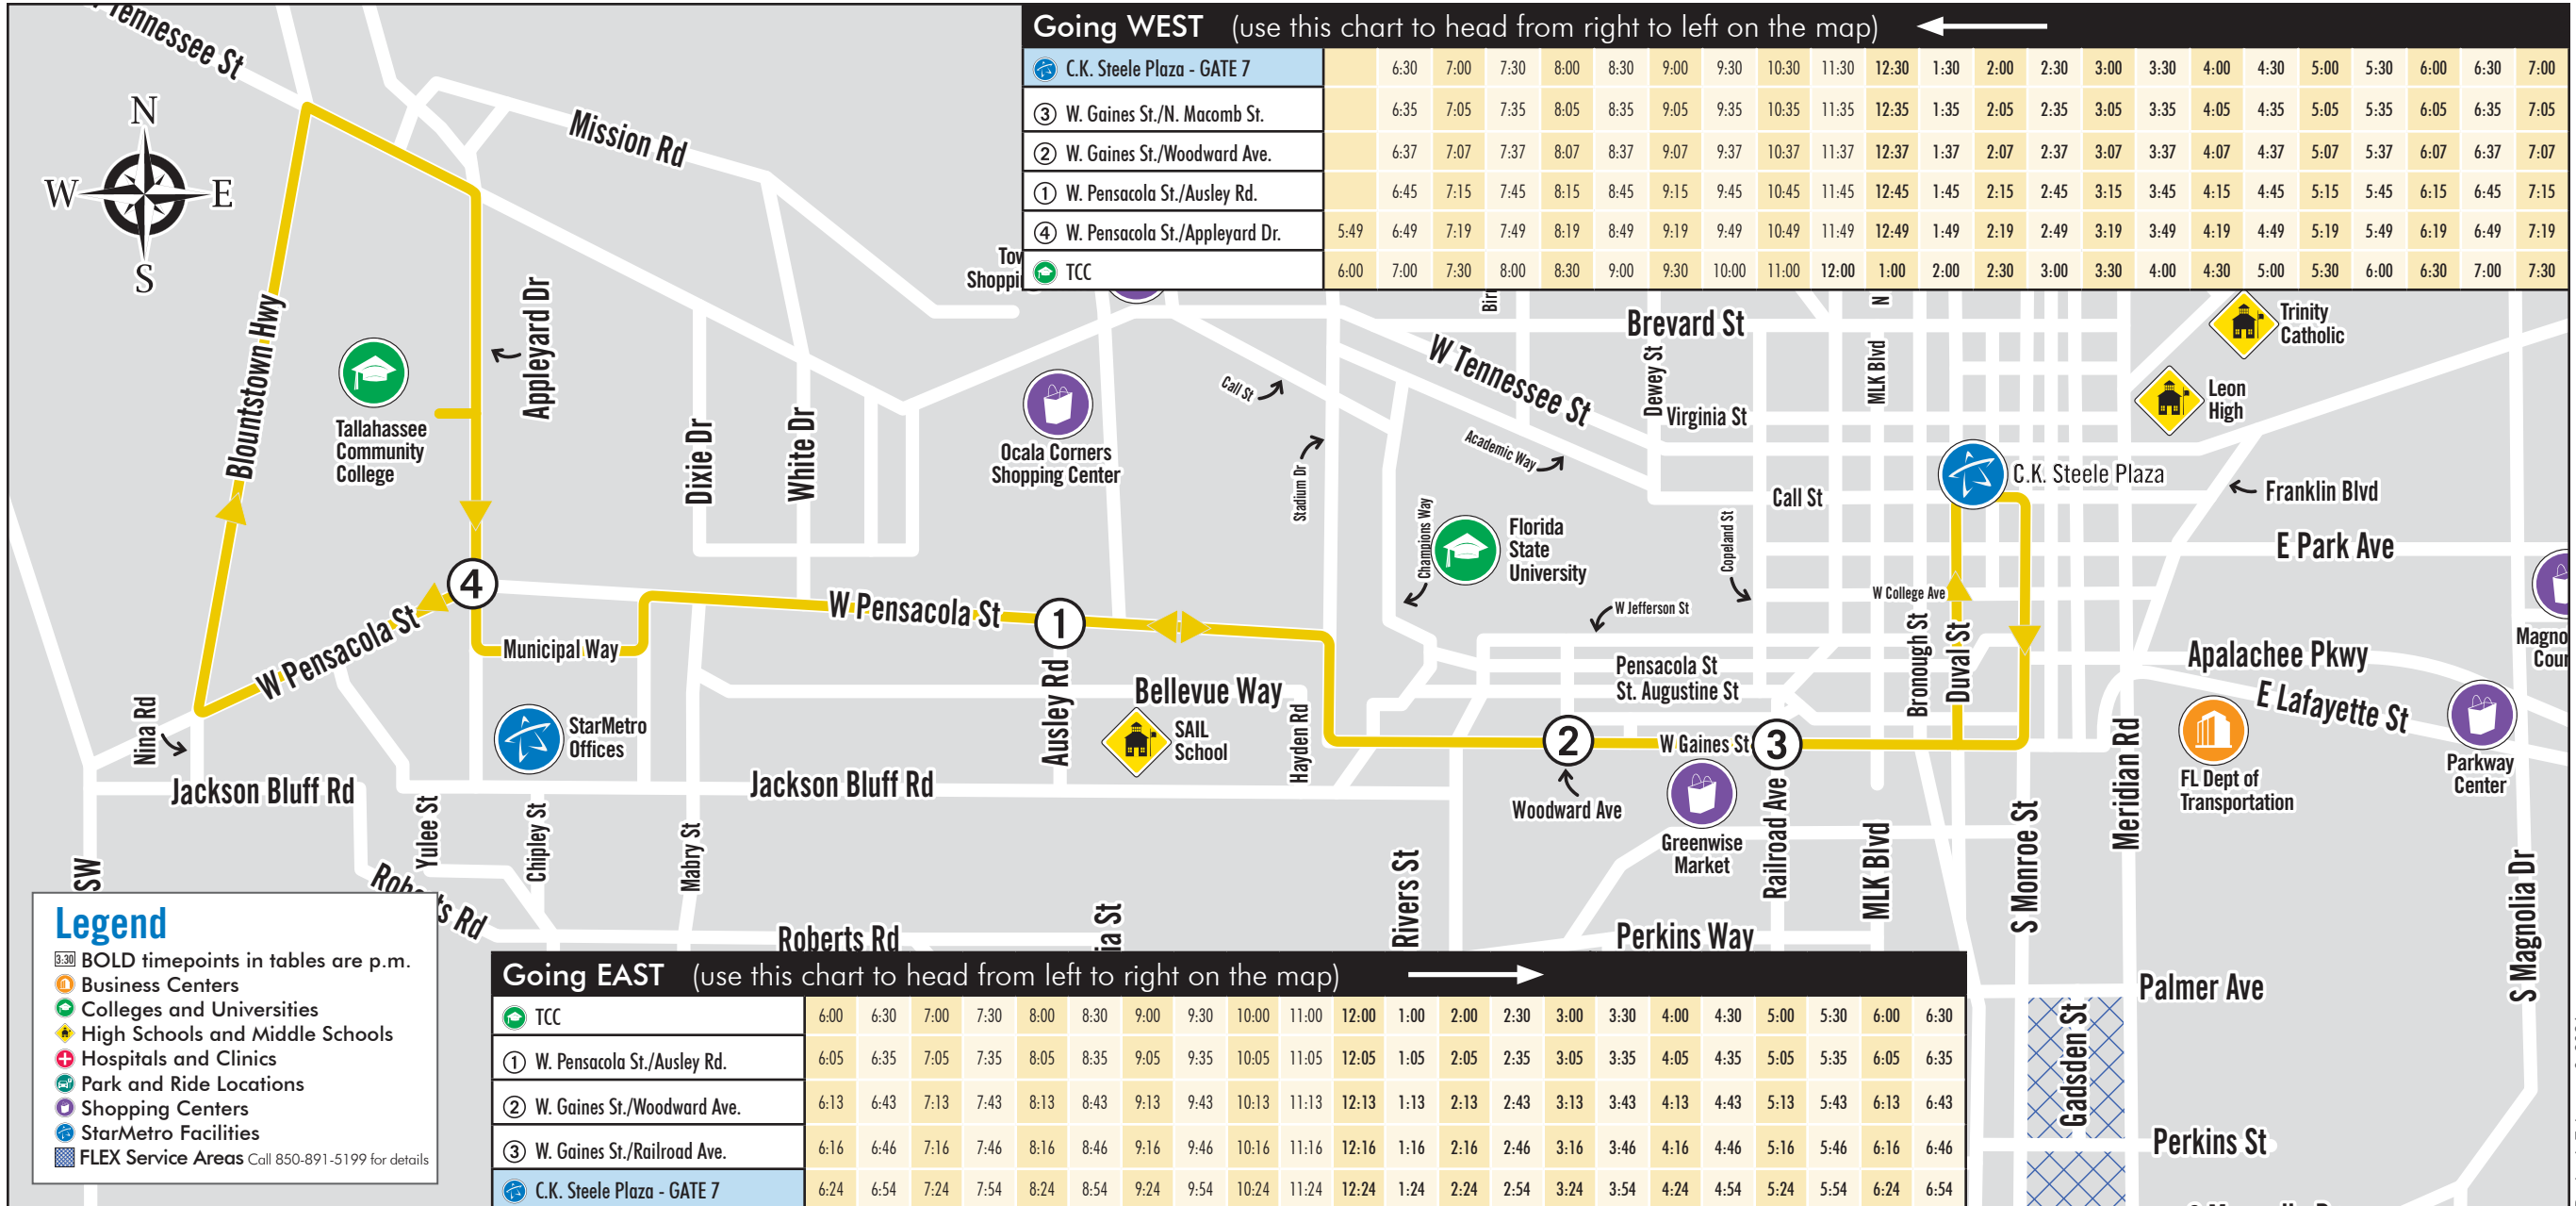 Going WEST (use this chart to head from right to left on the map)
C.K. Steele Plaza - GATE 7 6:30 7:00 7:30 8:00 8:30 9:00 9:30 10:30 11:30 12:30 1:30 2:00 2:30 3:00 3:30 4:00 4:30 5:00 5:30 6:00 6:30 7:00
3 W. Gaines St./N. Macomb St. 6:35 7:05 7:35 8:05 8:35 9:05 9:35 10:35 11:35 12:35 1:35 2:05 2:35 3:05 3:35 4:05 4:35 5:05 5:35 6:05 6:35 7:05
2 W. Gaines St./Woodward Ave. 6:37 7:07 7:37 8:07 8:37 9:07 9:37 10:37 11:37 12:37 1:37 2:07 2:37 3:07 3:37 4:07 4:37 5:07 5:37 6:07 6:37 7:07
1 W. Pensacola St./Ausley Rd. 6:45 7:15 7:45 8:15 8:45 9:15 9:45 10:45 11:45 12:45 1:45 2:15 2:45 3:15 3:45 4:15 4:45 5:15 5:45 6:15 6:45 7:15
4 W. Pensacola St./Appleyard Dr. 5:49 6:49 7:19 7:49 8:19 8:49 9:19 9:49 10:49 11:49 12:49 1:49 2:19 2:49 3:19 3:49 4:19 4:49 5:19 5:49 6:19 6:49 7:19
TCC 6:00 7:00 7:30 8:00 8:30 9:00 9:30 10:00 11:00 12:00 1:00 2:00 2:30 3:00 3:30 4:00 4:30 5:00 5:30 6:00 6:30 7:00 7:30
Tennessee St
N
W E
S
Mission Rd
Blountstown Hwy
Appleyard Dr
Tallahassee
Community
College
Dixie Dr
White Dr
Ocala Corners
Shopping Center
Call St
Stadium Dr
W Tennessee St
Academic Way
Brevard St
Dewey St
Virginia St
MLK Blvd
N
Trinity
Catholic
Leon
High
C.K. Steele Plaza
Franklin Blvd
Call St
E Park Ave
Champions Way
Florida
State
University
Copeland St
W College Ave
W Jefferson St
4
W Pensacola St
Municipal Way
W Pensacola St
1
Pensacola St
St. Augustine St
Bronough St
Duval St
Apalachee Pkwy
E Lafayette St
Nina Rd
StarMetro
Offices
Ausley Rd
Bellevue Way
SAIL
School
Hayden Rd
2
W Gaines St
3
Woodward Ave
Greenwise
Market
Railroad Ave
Meridian Rd
FL Dept of
Transportation
Parkway
Center
Jackson Bluff Rd
Jackson Bluff Rd
Yulee St
Chipley St
Mabry St
Rivers St
MLK Blvd
S Monroe St
S Magnolia Dr
SW
Roberts Rd
Roberts Rd
Perkins Way
Palmer Ave
Gadsden St
Perkins St
Legend
3:30 BOLD timepoints in tables are p.m.
Business Centers
Colleges and Universities
High Schools and Middle Schools
Hospitals and Clinics
Park and Ride Locations
Shopping Centers
StarMetro Facilities
FLEX Service Areas Call 850-891-5199 for details
Going EAST (use this chart to head from left to right on the map)
TCC 6:00 6:30 7:00 7:30 8:00 8:30 9:00 9:30 10:00 11:00 12:00 1:00 2:00 2:30 3:00 3:30 4:00 4:30 5:00 5:30 6:00 6:30
1 W. Pensacola St./Ausley Rd. 6:05 6:35 7:05 7:35 8:05 8:35 9:05 9:35 10:05 11:05 12:05 1:05 2:05 2:35 3:05 3:35 4:05 4:35 5:05 5:35 6:05 6:35
2 W. Gaines St./Woodward Ave. 6:13 6:43 7:13 7:43 8:13 8:43 9:13 9:43 10:13 11:13 12:13 1:13 2:13 2:43 3:13 3:43 4:13 4:43 5:13 5:43 6:13 6:43
3 W. Gaines St./Railroad Ave. 6:16 6:46 7:16 7:46 8:16 8:46 9:16 9:46 10:16 11:16 12:16 1:16 2:16 2:46 3:16 3:46 4:16 4:46 5:16 5:46 6:16 6:46
C.K. Steele Plaza - GATE 7 6:24 6:54 7:24 7:54 8:24 8:54 9:24 9:54 10:24 11:24 12:24 1:24 2:24 2:54 3:24 3:54 4:24 4:54 5:24 5:54 6:24 6:54